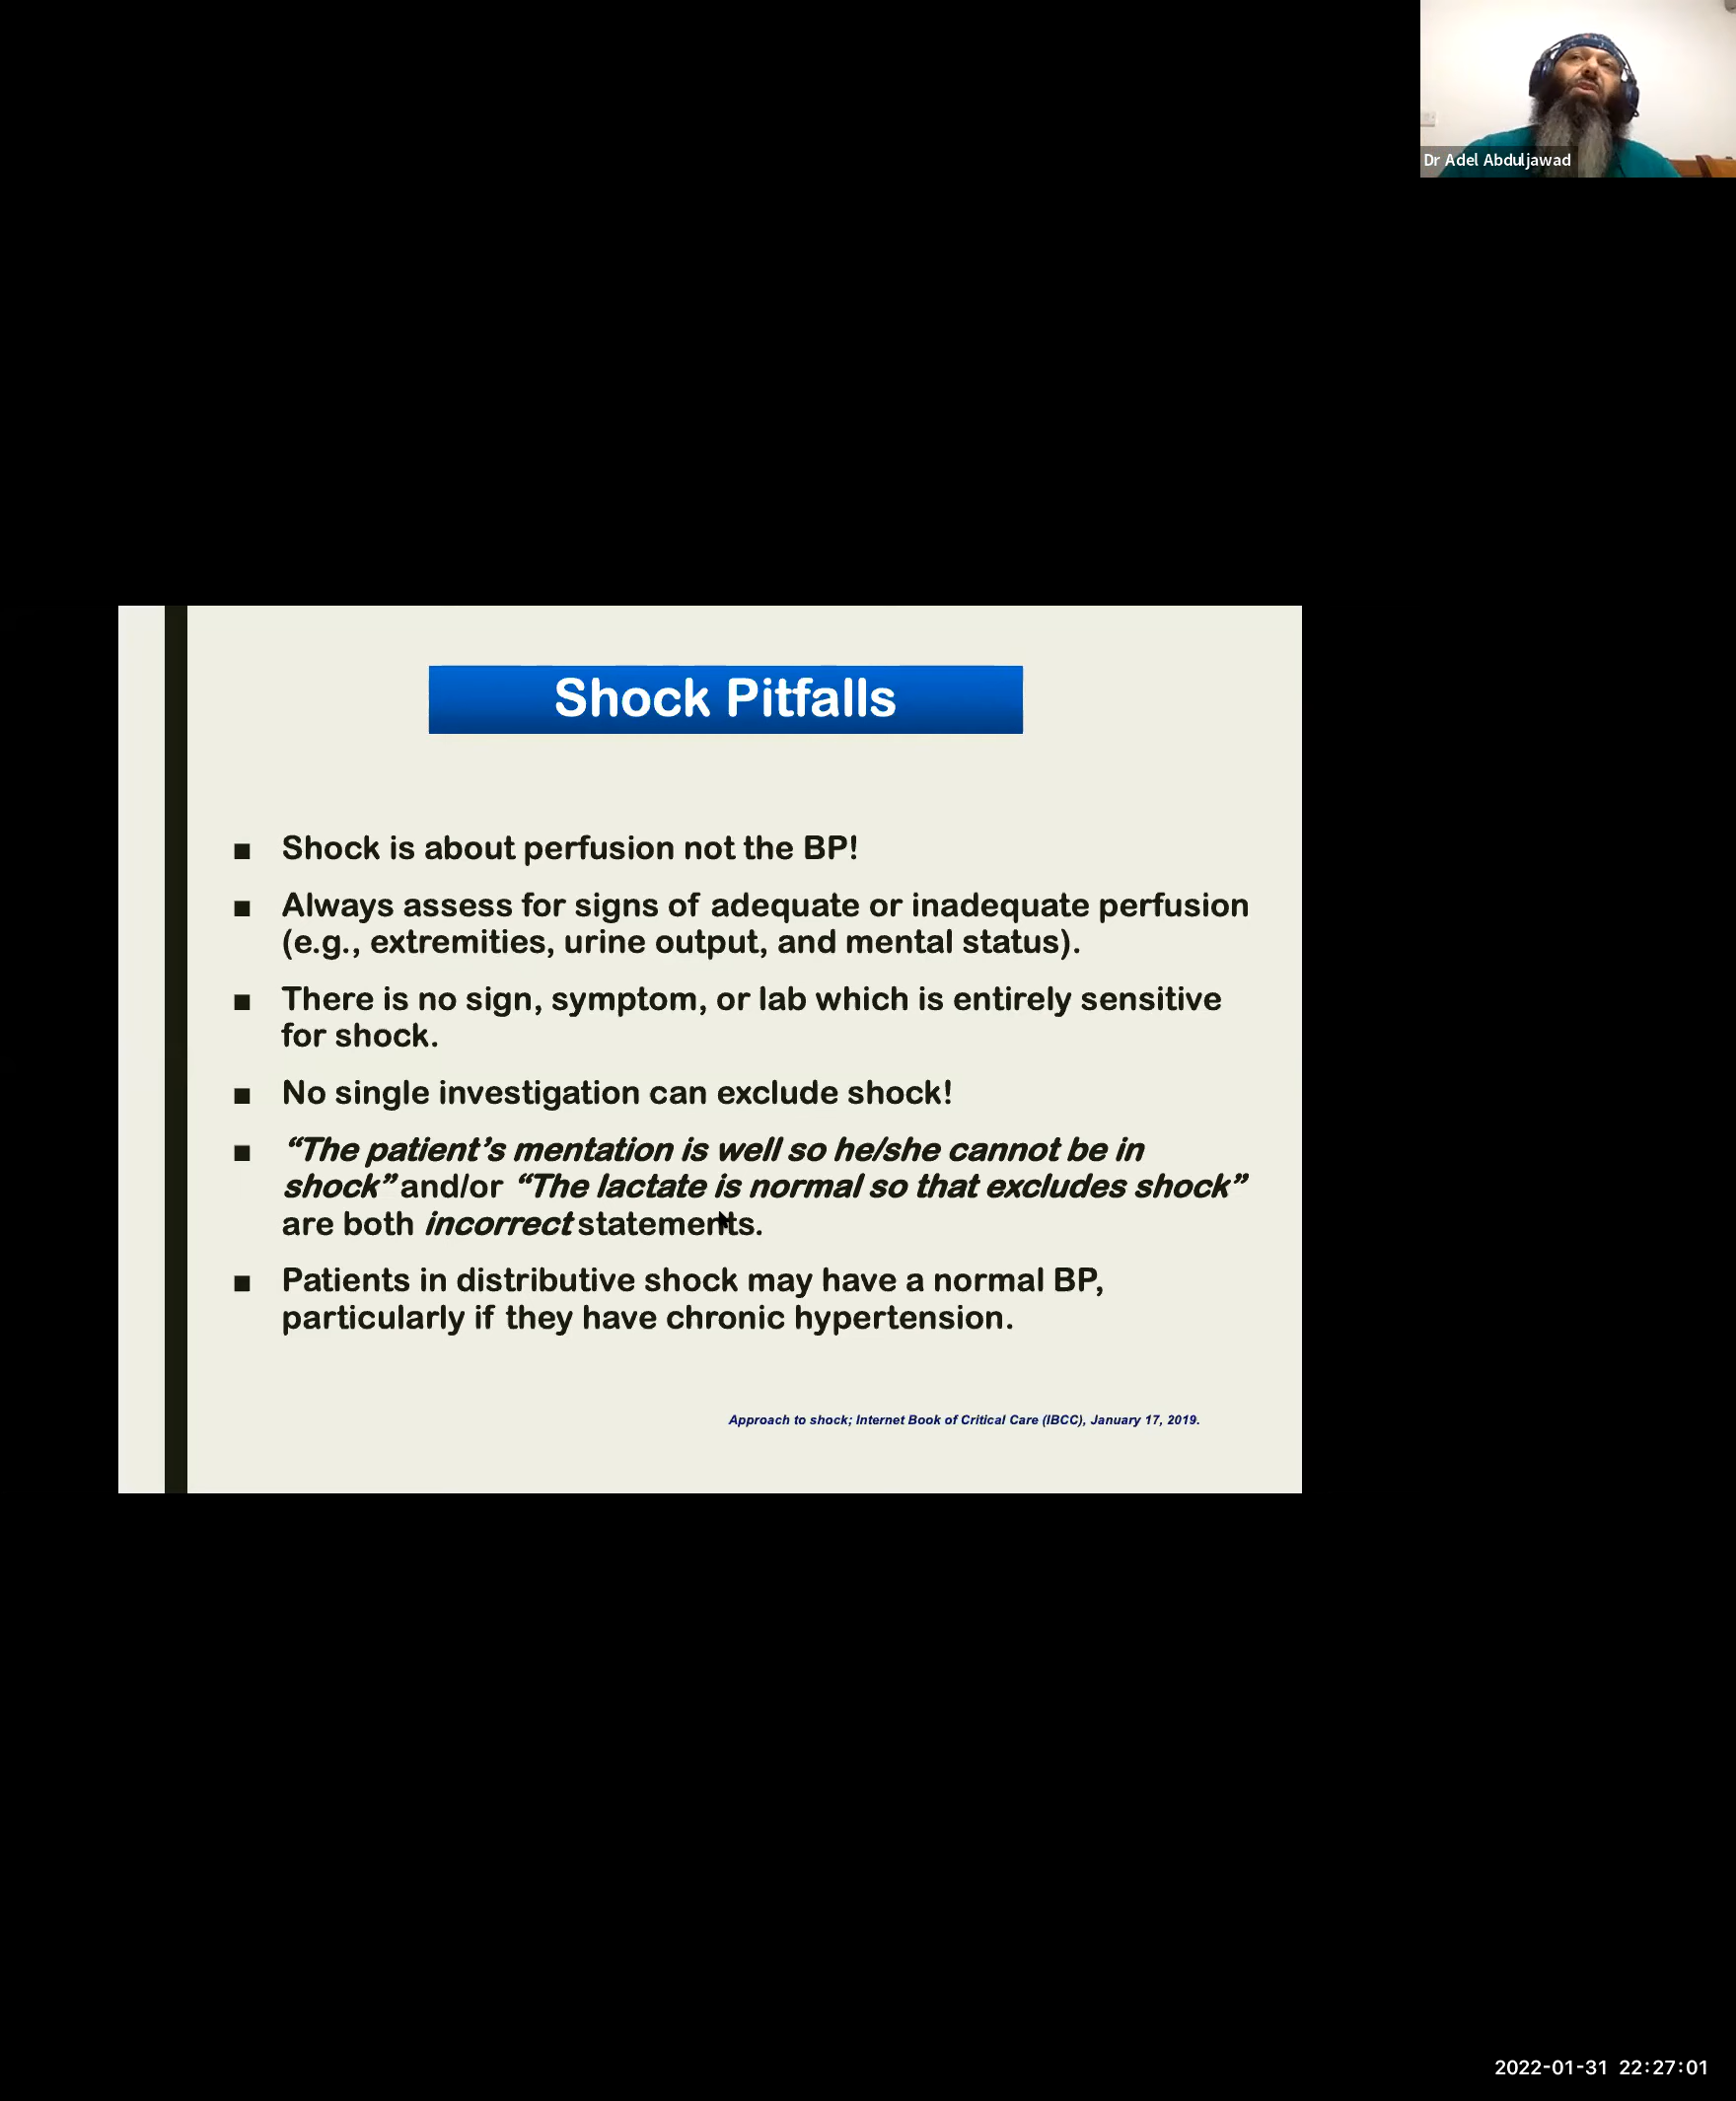 Dr Adel Abduljawad
Shock Pitfalls
■ Shock is about perfusion not the BP!
■ Always assess for signs of adequate or inadequate perfusion
(e.g., extremities, urine output, and mental status).
■ There is no sign, symptom, or lab which is entirely sensitive
for shock.
■ No single investigation can exclude shock!
■ “The patient’s mentation is well so he/she cannot be in
shock” and/or “The lactate is normal so that excludes shock”
are both incorrect statements.
■ Patients in distributive shock may have a normal BP,
particularly if they have chronic hypertension.
Approach to shock; Internet Book of Critical Care (IBCC), January 17, 2019.
2022-01-31 22:27:01